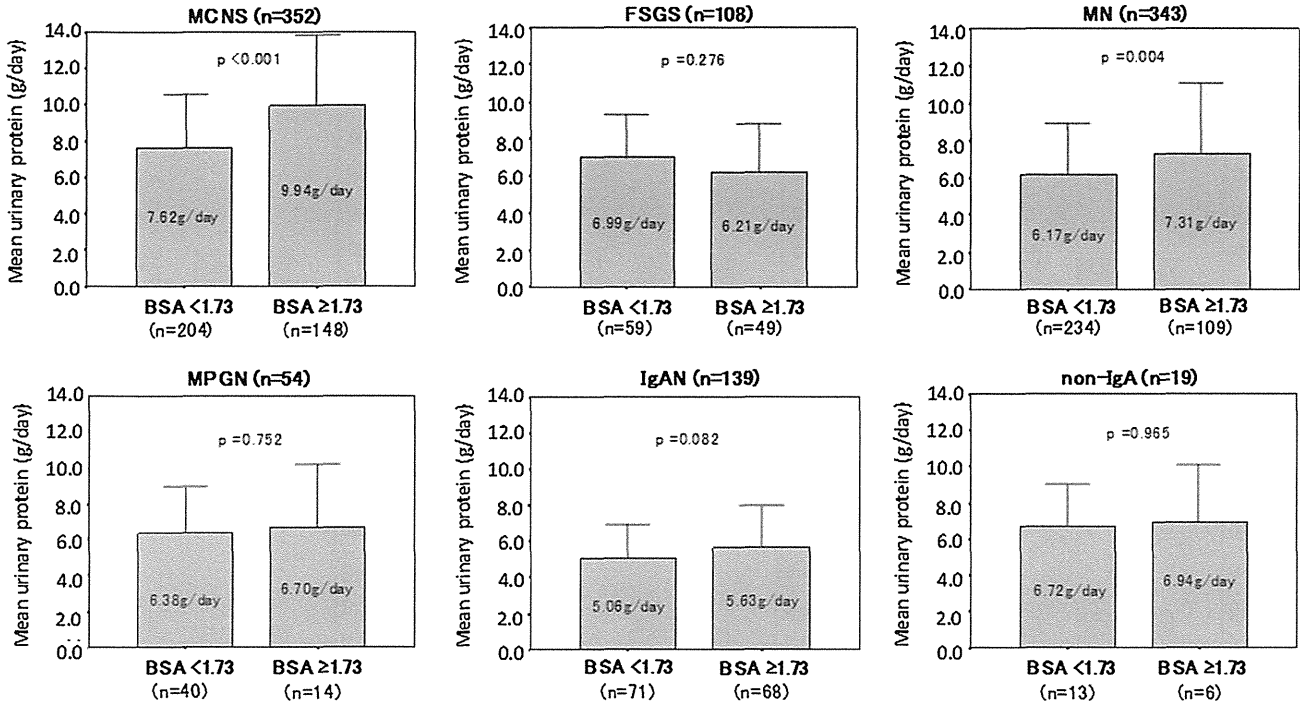 MCNS (n=352)
Mean urinary protein (g/day)
14.0
12.0
10.0
8.0
6.0
4.0
2.0
0.0
p <0.001
7.62g/day
9.94g/day
BSA <1.73
(n=204)
BSA ≥1.73
(n=148)
FSGS (n=108)
Mean urinary protein (g/day)
14.0
12.0
10.0
8.0
6.0
4.0
2.0
0.0
p =0.276
6.99g/day
6.21g/day
BSA <1.73
(n=59)
BSA ≥1.73
(n=49)
MN (n=343)
Mean urinary protein (g/day)
14.0
12.0
10.0
8.0
6.0
4.0
2.0
0.0
p =0.004
6.17g/day
7.31g/day
BSA <1.73
(n=234)
BSA ≥1.73
(n=109)
MPGN (n=54)
Mean urinary protein (g/day)
14.0
12.0
10.0
8.0
6.0
4.0
2.0
0.0
p =0.752
6.38g/day
6.70g/day
BSA <1.73
(n=40)
BSA ≥1.73
(n=14)
IgAN (n=139)
Mean urinary protein (g/day)
14.0
12.0
10.0
8.0
6.0
4.0
2.0
0.0
p =0.082
5.06g/day
5.63g/day
BSA <1.73
(n=71)
BSA ≥1.73
(n=68)
non-IgA (n=19)
Mean urinary protein (g/day)
14.0
12.0
10.0
8.0
6.0
4.0
2.0
0.0
p =0.965
6.72g/day
6.94g/day
BSA <1.73
(n=13)
BSA ≥1.73
(n=6)